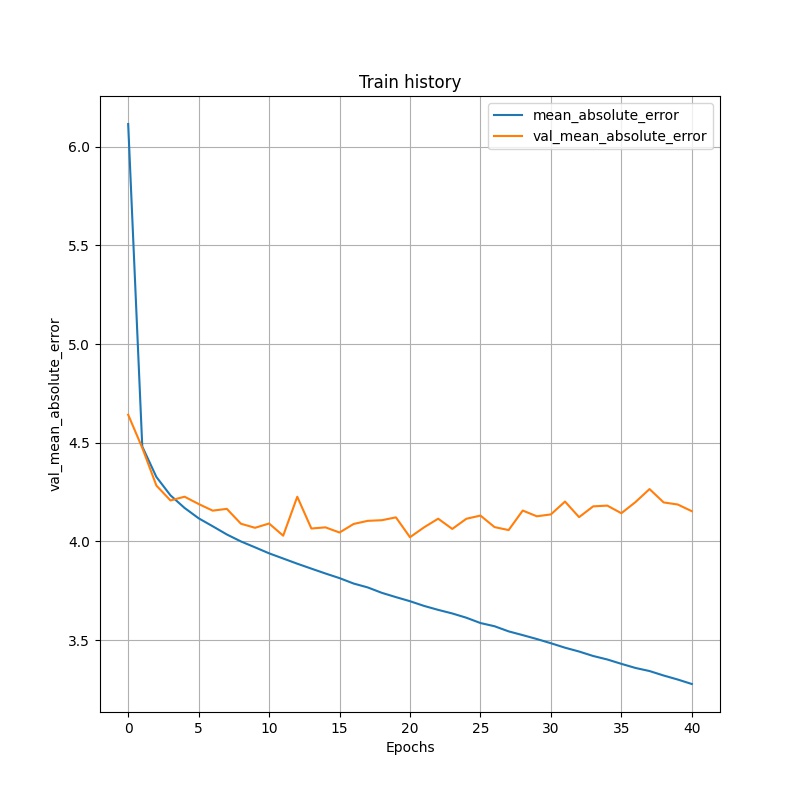 Train history
mean_absolute_error
val_mean_absolute_error
val_mean_absolute_error
6.0
5.5
5.0
4.5
4.0
3.5
0 5 10 15 20 25 30 35 40
Epochs